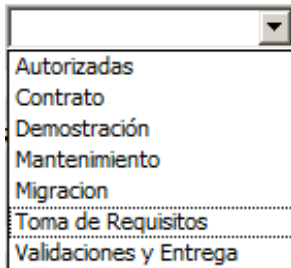 Autorizadas
Contrato
Demostración
Mantenimiento
Migracion
Toma de Requisitos
Validaciones y Entrega